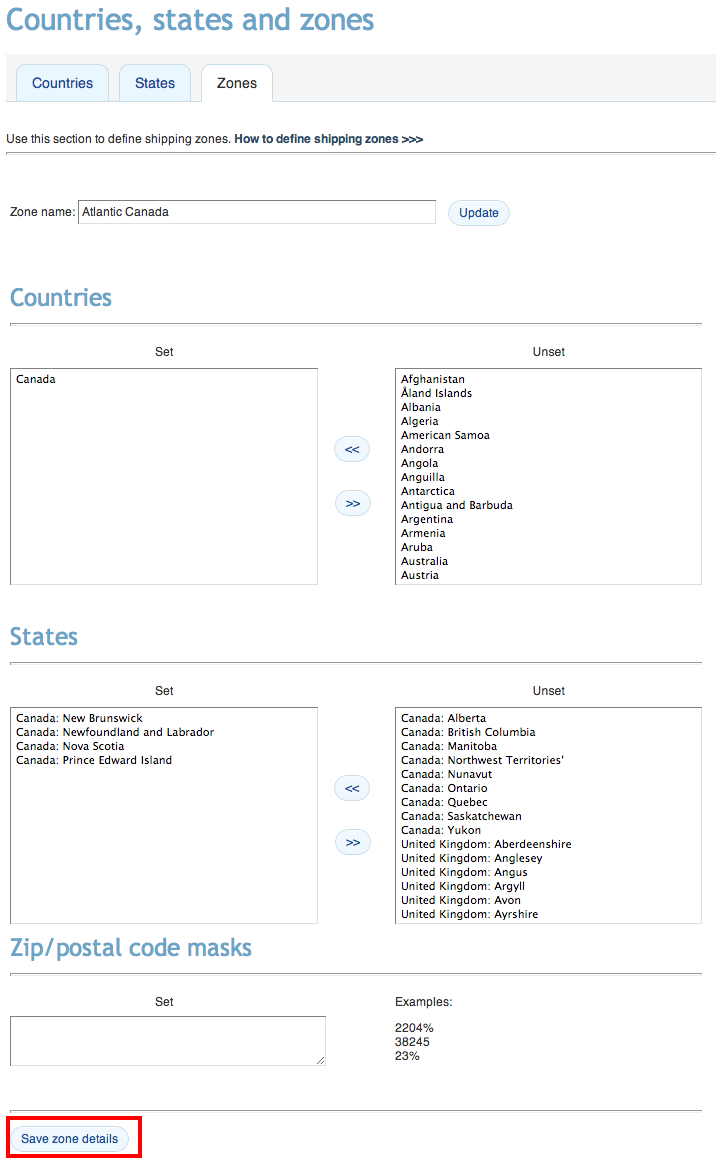 Countries, states and zones
Countries States Zones
Use this section to define shipping zones. How to define shipping zones >>>
Zone name: Atlantic Canada Update
Countries
Set
Canada
<<
>>
Unset
Afghanistan
Åland Islands
Albania
Algeria
American Samoa
Andorra
Angola
Anguilla
Antarctica
Antigua and Barbuda
Argentina
Armenia
Aruba
Australia
Austria
States
Set
Canada: New Brunswick
Canada: Newfoundland and Labrador
Canada: Nova Scotia
Canada: Prince Edward Island
<<
>>
Unset
Canada: Alberta
Canada: British Columbia
Canada: Manitoba
Canada: Northwest Territories'
Canada: Nunavut
Canada: Ontario
Canada: Quebec
Canada: Saskatchewan
Canada: Yukon
United Kingdom: Aberdeenshire
United Kingdom: Anglesey
United Kingdom: Angus
United Kingdom: Argyll
United Kingdom: Avon
United Kingdom: Ayrshire
Zip/postal code masks
Set
Examples:
2204%
38245
23%
Save zone details